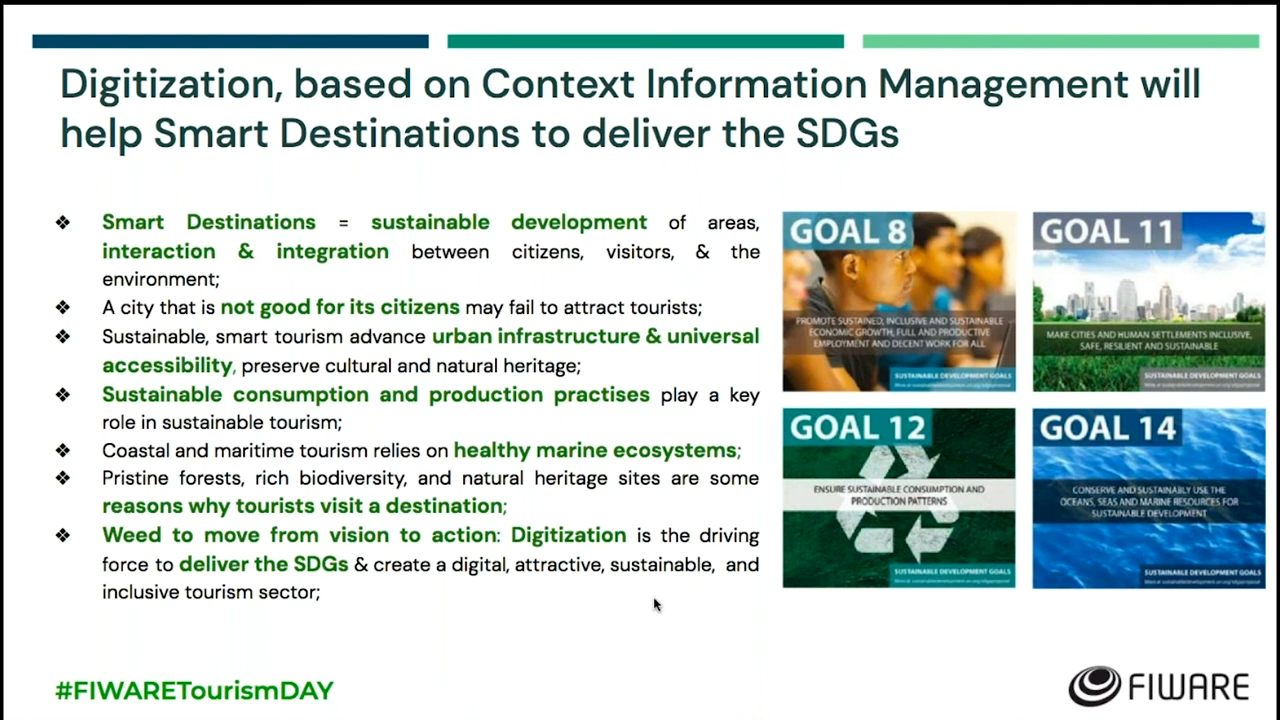 Digitization, based on Context Information Management will
help Smart Destinations to deliver the SDGs
❖ Smart Destinations = sustainable development of areas,
interaction & integration between citizens, visitors, & the
environment;
❖ A city that is not good for its citizens may fail to attract tourists;
❖ Sustainable, smart tourism advance urban infrastructure & universal
accessibility, preserve cultural and natural heritage;
❖ Sustainable consumption and production practises play a key
role in sustainable tourism;
❖ Coastal and maritime tourism relies on healthy marine ecosystems;
❖ Pristine forests, rich biodiversity, and natural heritage sites are some
reasons why tourists visit a destination;
❖ Weed to move from vision to action: Digitization is the driving
force to deliver the SDGs & create a digital, attractive, sustainable, and
inclusive tourism sector;
GOAL 8
PROMOTE SUSTAINED, INCLUSIVE AND SUSTAINABLE
ECONOMIC GROWTH, FULL AND PRODUCTIVE
EMPLOYMENT AND DECENT WORK FOR ALL
SUSTAINABLE DEVELOPMENT GOALS
GOAL 11
MAKE CITIES AND HUMAN SETTLEMENTS INCLUSIVE,
SAFE, RESILIENT AND SUSTAINABLE
SUSTAINABLE DEVELOPMENT GOALS
GOAL 12
ENSURE SUSTAINABLE CONSUMPTION AND
PRODUCTION PATTERNS
SUSTAINABLE DEVELOPMENT GOALS
GOAL 14
CONSERVE AND SUSTAINABLY USE THE
OCEANS, SEAS AND MARINE RESOURCES FOR
SUSTAINABLE DEVELOPMENT
SUSTAINABLE DEVELOPMENT GOALS
#FIWARETourismDAY
FIWARE